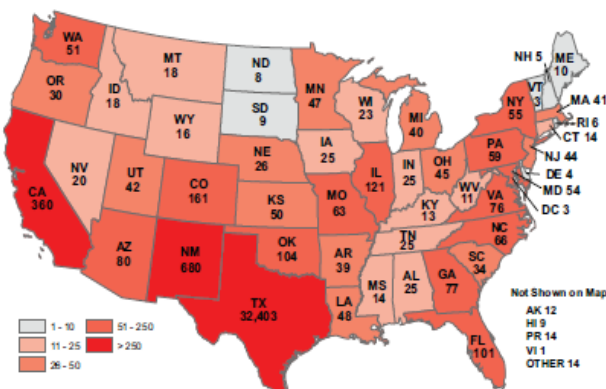 WA
51
OR
30
CA
360
NV
20
ID
18
MT
18
WY
16
UT
42
AZ
80
CO
161
NM
680
ND
8
SD
9
NE
26
KS
50
OK
104
TX
32,403
MN
47
IA
25
MO
63
AR
39
LA
48
WI
23
IL
121
MI
40
IN
25
OH
45
KY
13
TN
25
MS
14
AL
25
GA
77
FL
101
SC
34
NC
66
VA
76
WV
11
PA
59
NY
55
VT
3
NH 5
ME
10
MA 41
RI 6
CT 14
NJ 44
DE 4
MD 54
DC 3
Not Shown on Map
AK 12
HI 9
PR 14
VI 1
OTHER 14
1 - 10
11 - 25
26 - 50
51 - 250
> 250